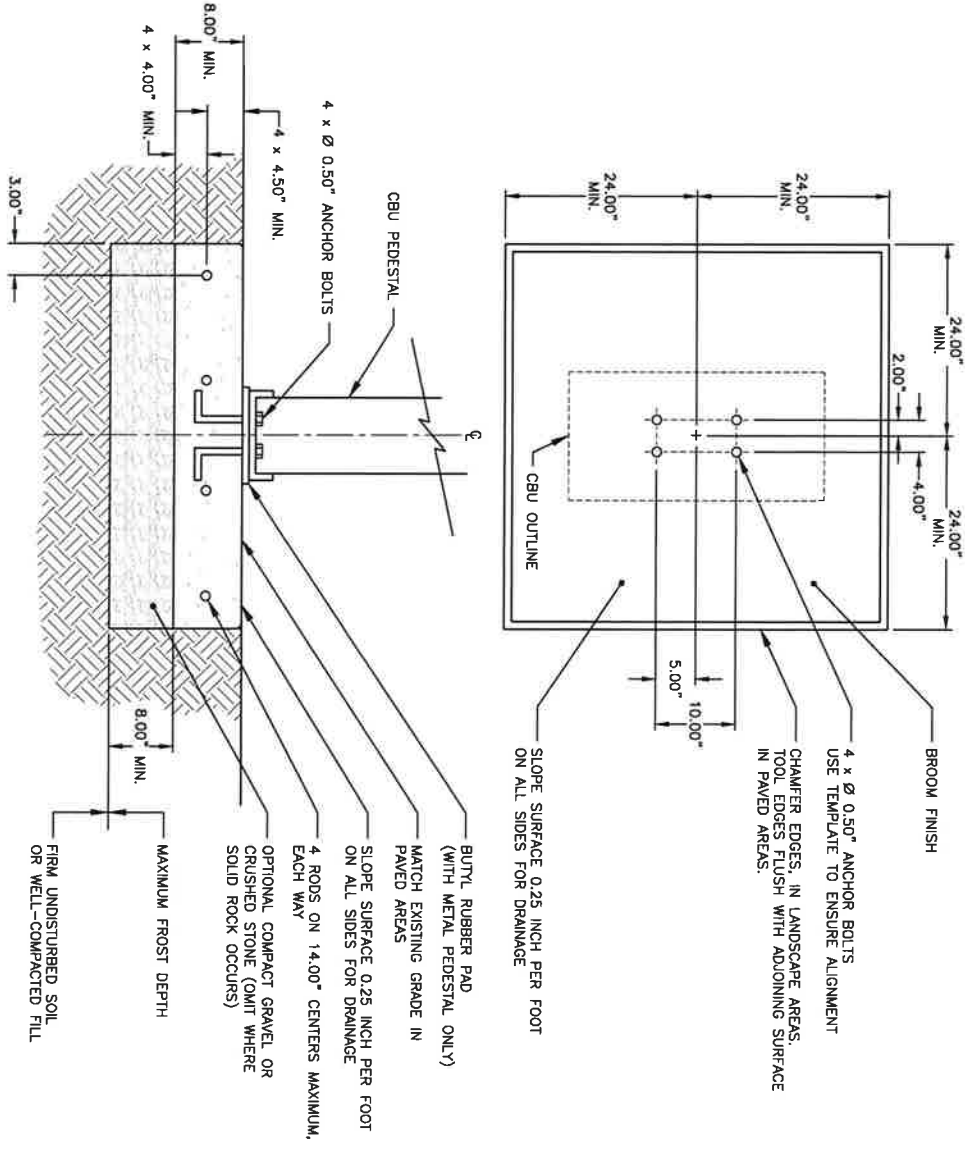 24.00"
MIN.
24.00"
MIN.
24.00"
MIN.
24.00"
MIN.
2.00"
4.00"
5.00"
10.00"
CBU OUTLINE
BROOM FINISH
4 x Ø 0.50" ANCHOR BOLTS
USE TEMPLATE TO ENSURE ALIGNMENT
CHAMFER EDGES, IN LANDSCAPE AREAS.
TOOL EDGES FLUSH WITH ADJOINING SURFACE
IN PAVED AREAS.
SLOPE SURFACE 0.25 INCH PER FOOT
ON ALL SIDES FOR DRAINAGE
℄
CBU PEDESTAL
4 x Ø 0.50" ANCHOR BOLTS
4 x 4.50" MIN.
8.00" MIN.
4 x 4.00" MIN.
3.00"
8.00" MIN.
BUTYL RUBBER PAD
(WITH METAL PEDESTAL ONLY)
MATCH EXISTING GRADE IN
PAVED AREAS
SLOPE SURFACE 0.25 INCH PER FOOT
ON ALL SIDES FOR DRAINAGE
4 RODS ON 14.00" CENTERS MAXIMUM,
EACH WAY
OPTIONAL COMPACT GRAVEL OR
CRUSHED STONE (OMIT WHERE
SOLID ROCK OCCURS)
MAXIMUM FROST DEPTH
FIRM UNDISTURBED SOIL
OR WELL-COMPACTED FILL